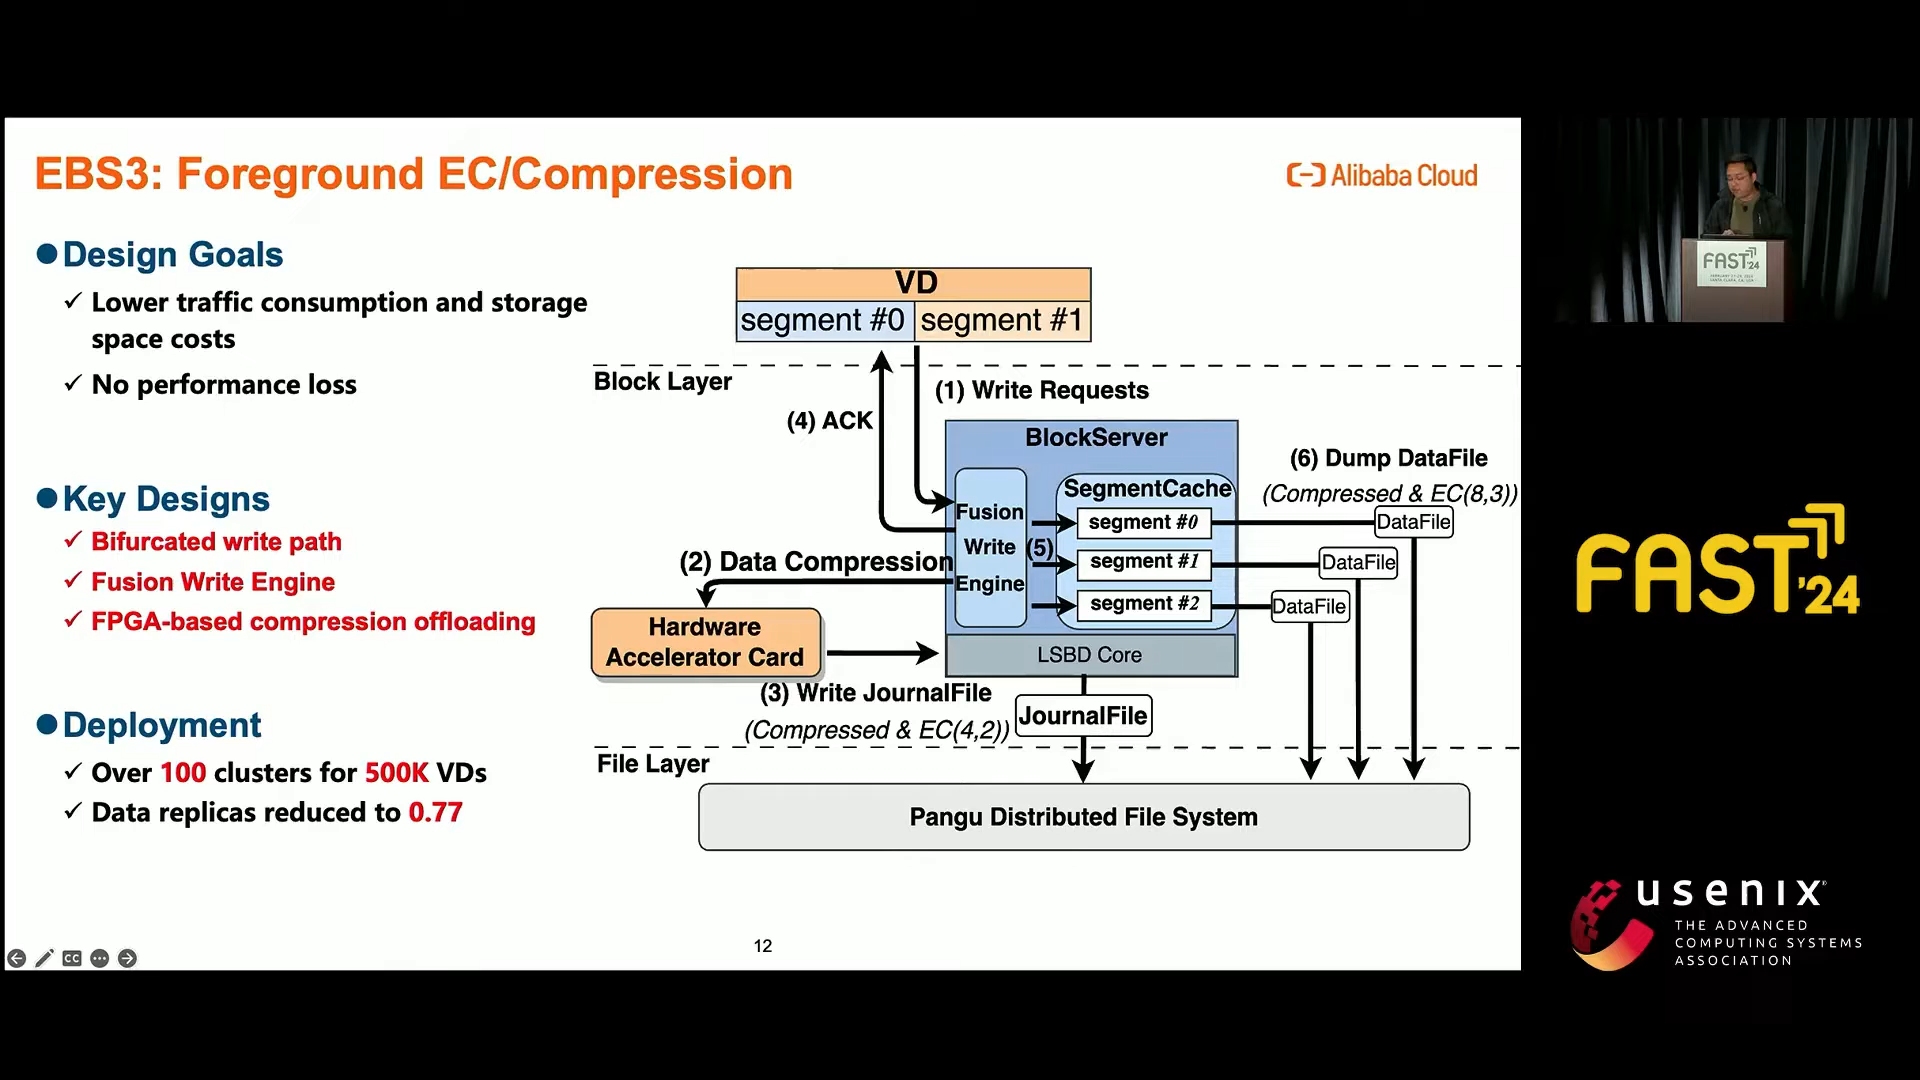 EBS3: Foreground EC/Compression
Alibaba Cloud
Design Goals
✓ Lower traffic consumption and storage
space costs
✓ No performance loss
Key Designs
✓ Bifurcated write path
✓ Fusion Write Engine
✓ FPGA-based compression offloading
Deployment
✓ Over 100 clusters for 500K VDs
✓ Data replicas reduced to 0.77
VD
segment #0
segment #1
Block Layer
(1) Write Requests
(4) ACK
BlockServer
Fusion
Write
Engine
(5)
SegmentCache
segment #0
segment #1
segment #2
(6) Dump DataFile
(Compressed & EC(8,3))
DataFile
DataFile
DataFile
(2) Data Compression
Hardware
Accelerator Card
LSBD Core
(3) Write JournalFile
(Compressed & EC(4,2))
JournalFile
File Layer
Pangu Distributed File System
12
CC
FAST '24
FAST '24
usenix
THE ADVANCED
COMPUTING SYSTEMS
ASSOCIATION